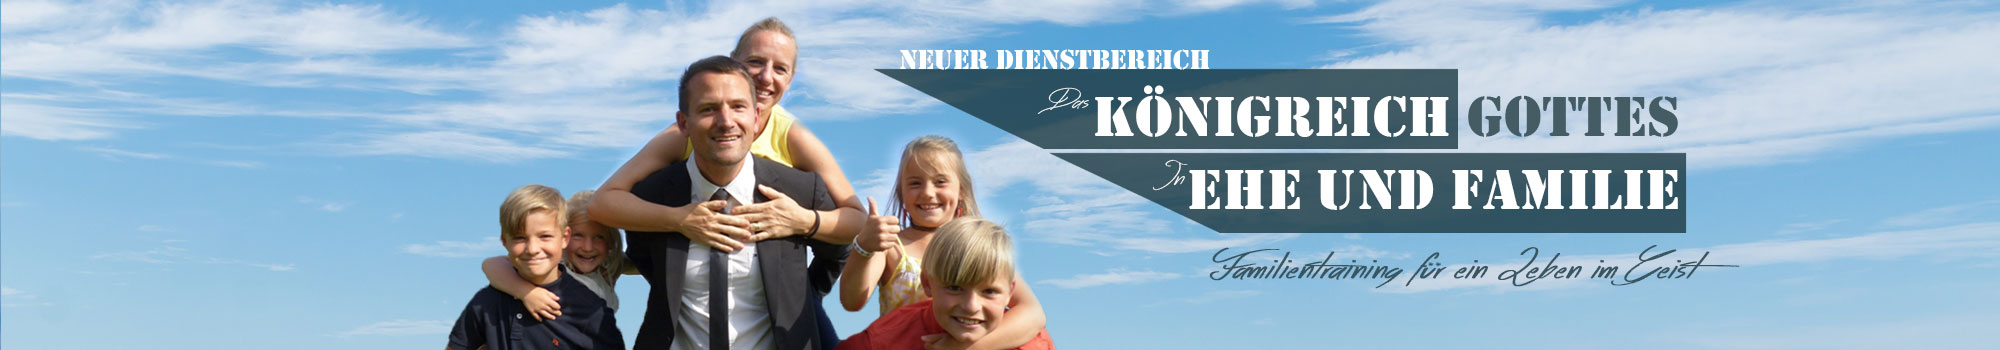 NEUER DIENSTBEREICH
Das KÖNIGREICH GOTTES
In EHE UND FAMILIE
Familientraining für ein Leben im Geist